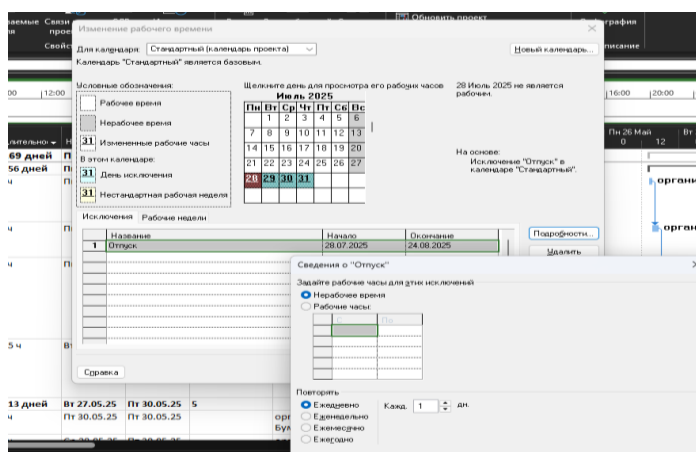 Обновить проект
Изменение рабочего времени
Для календаря: Стандартный (календарь проекта)
Новый календарь...
Календарь "Стандартный" является базовым.
Условные обозначения:
Рабочее время
Нерабочее время
31 Измененные рабочие часы
В этом календаре:
31 День исключения
31 Нестандартная рабочая неделя
Щелкните день для просмотра его рабочих часов
Июль 2025
Пн Вт Ср Чт Пт Сб Вс
1 2 3 4 5 6
7 8 9 10 11 12 13
14 15 16 17 18 19 20
21 22 23 24 25 26 27
28 29 30 31
28 Июль 2025 не является
рабочим.
На основе:
Исключение "Отпуск" в
календаре "Стандартный".
Исключения Рабочие недели
Название Начало Окончание
1 Отпуск 28.07.2025 24.08.2025
Подробности...
Удалить
Справка
Сведения о "Отпуск"
Задайте рабочие часы для этих исключений
Нерабочее время
Рабочие часы:
С По
Повторять
Ежедневно
Еженедельно
Ежемесячно
Ежегодно
Кажд. 1 дн.
12:00
16:00 20:00
Пн 26 Май Вт
0 12
69 дней
56 дней
5 ч
13 дней Вт 27.05.25 Пт 30.05.25 5
Пт 30.05.25 Пт 30.05.25